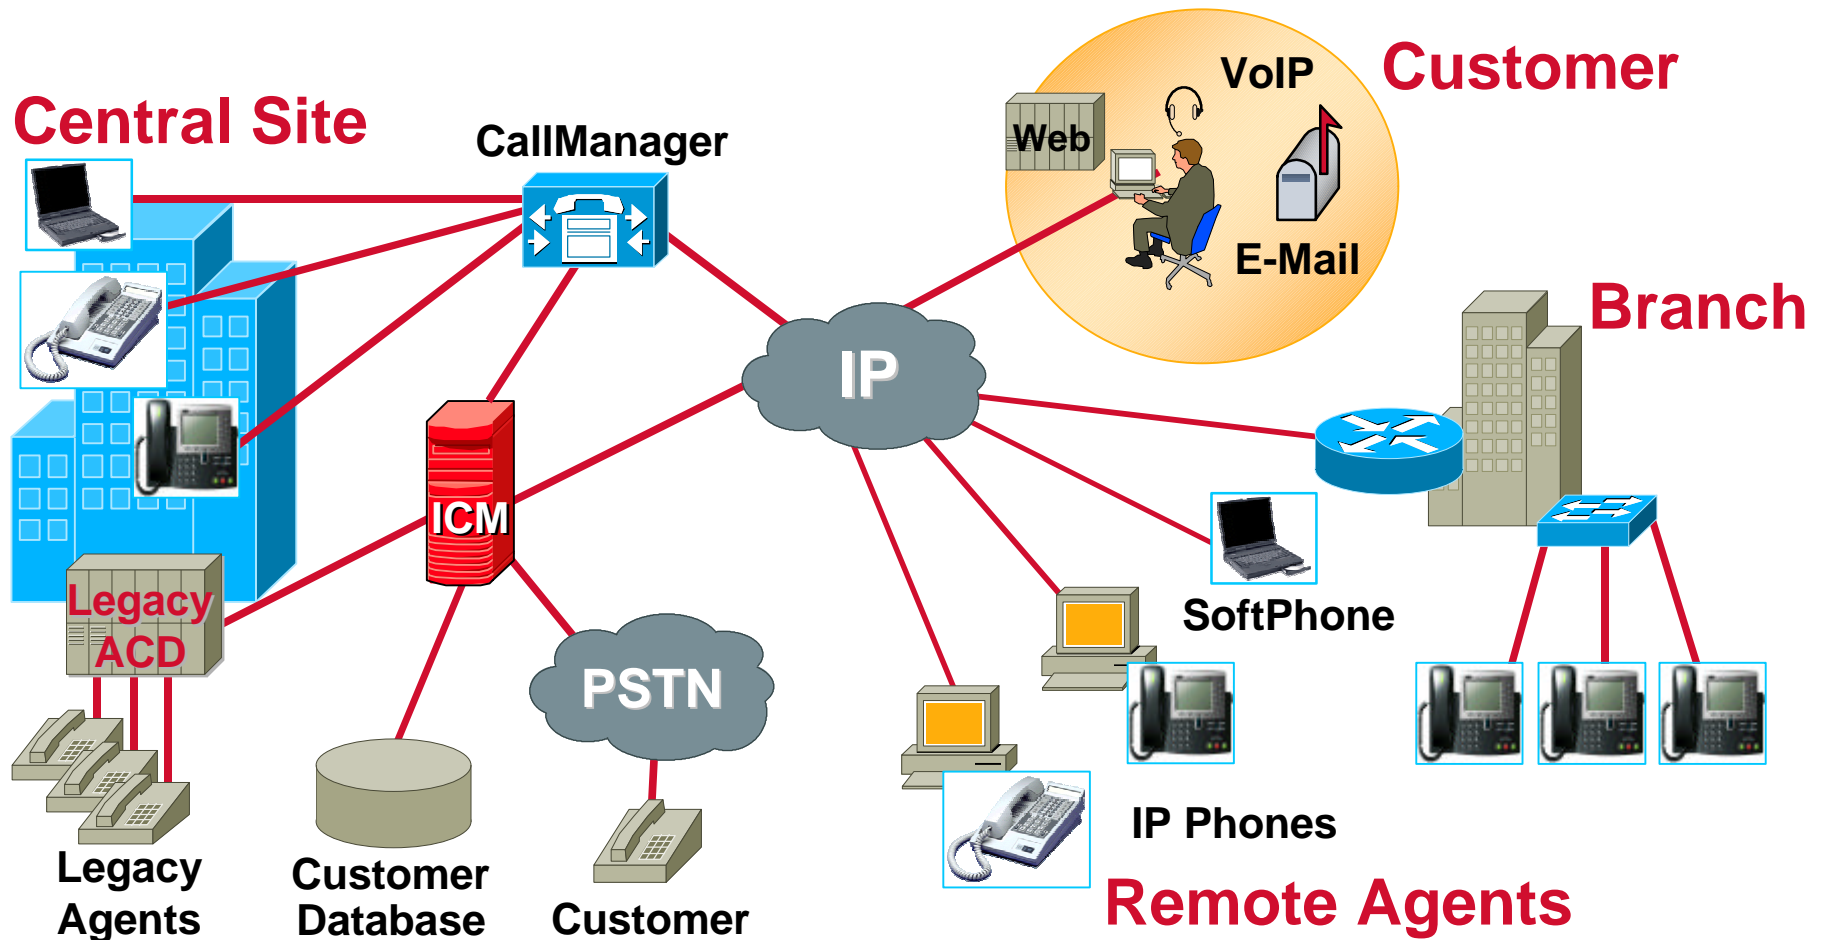 Customer
VoIP
Web
E-Mail
Central Site
CallManager
Branch
IP
ICM
Legacy
ACD
PSTN
SoftPhone
IP Phones
Remote Agents
Legacy
Agents
Customer
Database
Customer